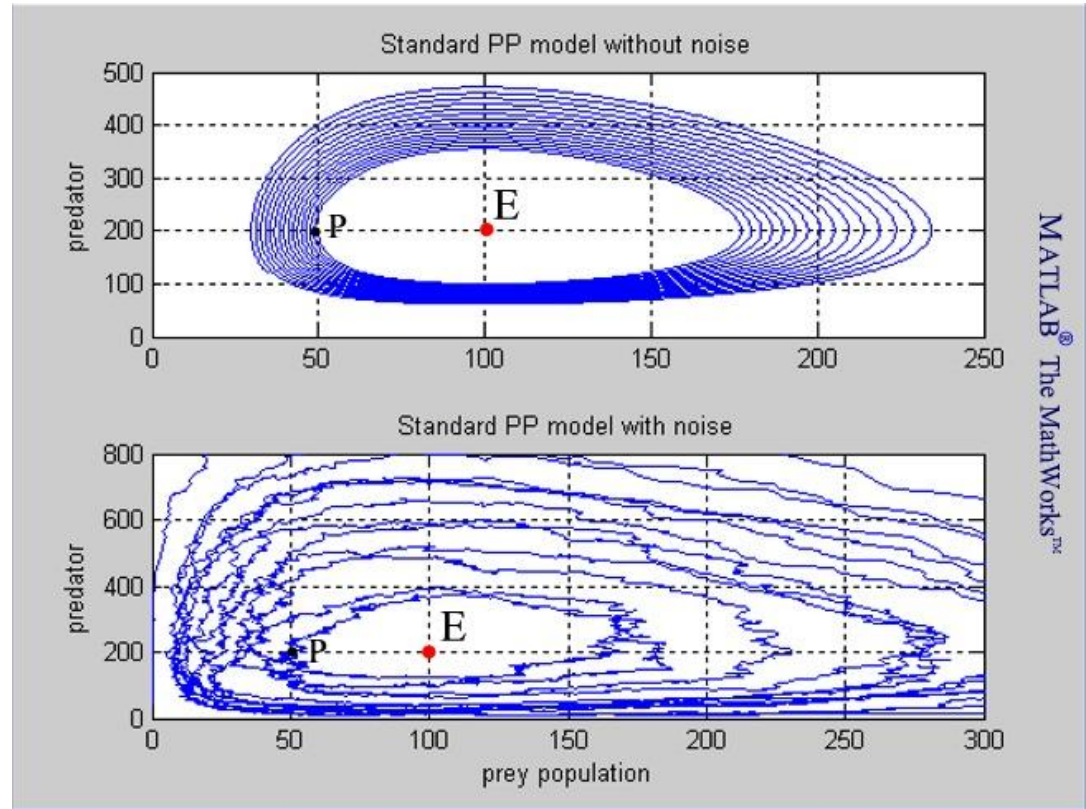 Standard PP model without noise
500
400
300
200
100
0
predator
P
E
0 50 100 150 200 250
Standard PP model with noise
800
600
400
200
0
predator
P
E
0 50 100 150 200 250 300
prey population
MATLAB® The MathWorks™